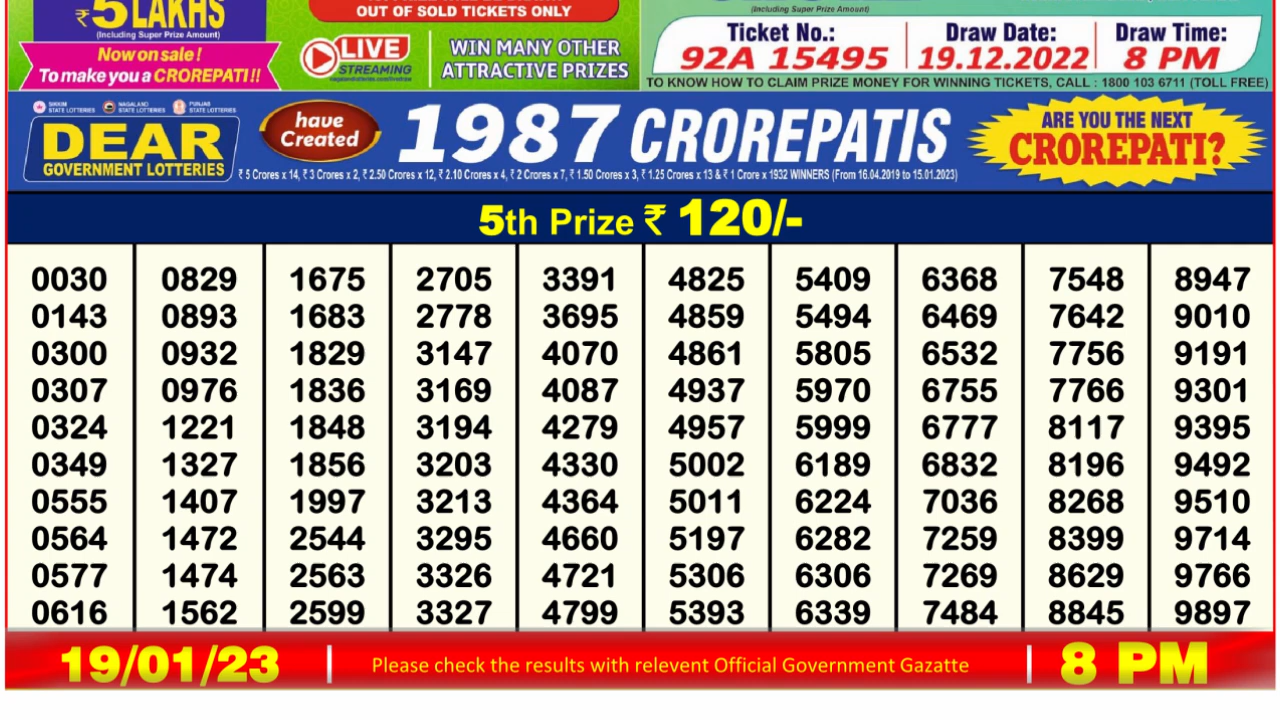 ₹5 LAKHS
(Including Super Prize Amount)
Now on sale !
To make you a CROREPATI !!
OUT OF SOLD TICKETS ONLY
LIVE
STREAMING
WIN MANY OTHER
ATTRACTIVE PRIZES
(Including Super Prize Amount)
Ticket No.: Draw Date: Draw Time:
92A 15495 19.12.2022 8 PM
TO KNOW HOW TO CLAIM PRIZE MONEY FOR WINNING TICKETS, CALL : 1800 103 6711 (TOLL FREE)
SIKKIM STATE LOTTERIES NAGALAND STATE LOTTERIES PUNJAB STATE LOTTERIES
DEAR
GOVERNMENT LOTTERIES
have
Created
1987 CROREPATIS
₹ 5 Crores x 14, ₹ 3 Crores x 2, ₹ 2.50 Crores x 12, ₹ 2.10 Crores x 4, ₹ 2 Crores x 7, ₹ 1.50 Crores x 3, ₹ 1.25 Crores x 13 & ₹ 1 Crore x 1932 WINNERS (From 16.04.2019 to 15.01.2023)
ARE YOU THE NEXT
CROREPATI?
5th Prize ₹ 120/-
0030 0829 1675 2705 3391 4825 5409 6368 7548 8947
0143 0893 1683 2778 3695 4859 5494 6469 7642 9010
0300 0932 1829 3147 4070 4861 5805 6532 7756 9191
0307 0976 1836 3169 4087 4937 5970 6755 7766 9301
0324 1221 1848 3194 4279 4957 5999 6777 8117 9395
0349 1327 1856 3203 4330 5002 6189 6832 8196 9492
0555 1407 1997 3213 4364 5011 6224 7036 8268 9510
0564 1472 2544 3295 4660 5197 6282 7259 8399 9714
0577 1474 2563 3326 4721 5306 6306 7269 8629 9766
0616 1562 2599 3327 4799 5393 6339 7484 8845 9897
19/01/23 Please check the results with relevent Official Government Gazatte 8 PM